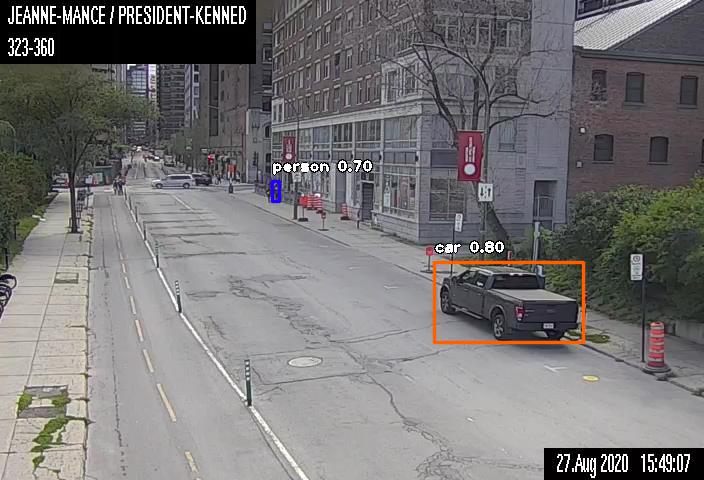 JEANNE-MANCE / PRESIDENT-KENNED
323-360
person 0.70
car 0.80
27.Aug 2020 15:49:07